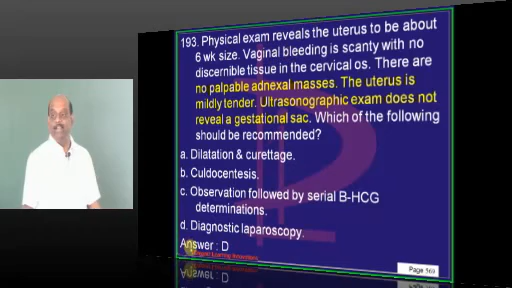 193. Physical exam reveals the uterus to be about
6 wk size. Vaginal bleeding is scanty with no
discernible tissue in the cervical os. There are
no palpable adnexal masses. The uterus is
mildly tender. Ultrasonographic exam does not
reveal a gestational sac. Which of the following
should be recommended?
a. Dilatation & curettage.
b. Culdocentesis.
c. Observation followed by serial B-HCG
determinations.
d. Diagnostic laparoscopy.
Answer : D
Learning Innovations
Page 169